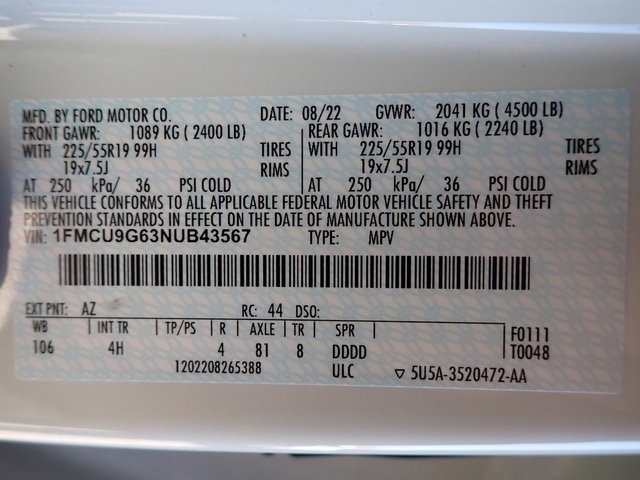 MFD. BY FORD MOTOR CO. DATE: 08/22 GVWR: 2041 KG ( 4500 LB)
FRONT GAWR: 1089 KG ( 2400 LB) REAR GAWR: 1016 KG ( 2240 LB)
WITH 225/55R19 99H TIRES WITH 225/55R19 99H TIRES
19x7.5J RIMS 19x7.5J RIMS
AT 250 kPa/ 36 PSI COLD AT 250 kPa/ 36 PSI COLD
THIS VEHICLE CONFORMS TO ALL APPLICABLE FEDERAL MOTOR VEHICLE SAFETY AND THEFT
PREVENTION STANDARDS IN EFFECT ON THE DATE OF MANUFACTURE SHOWN ABOVE.
VIN: 1FMCU9G63NUB43567 TYPE: MPV
EXT PNT: AZ RC: 44 DSO:
WB INT TR TP/PS R AXLE TR SPR F0111
106 4H 4 81 8 DDDD T0048
1202208265388 ULC ▽ 5U5A-3520472-AA